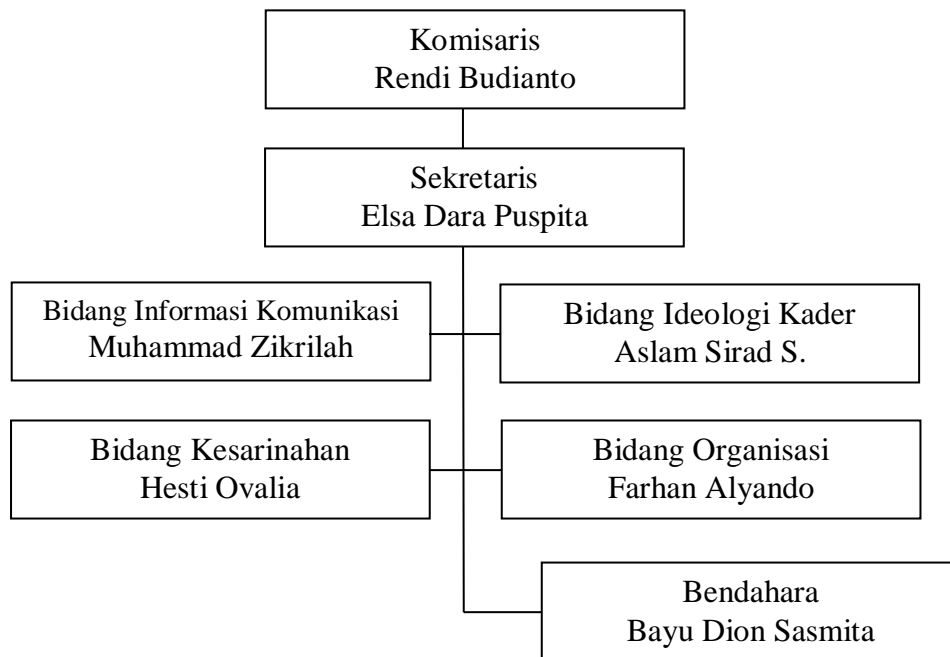 Komisaris
Rendi Budianto
Sekretaris
Elsa Dara Puspita
Bidang Informasi Komunikasi
Muhammad Zikrilah
Bidang Ideologi Kader
Aslam Sirad S.
Bidang Kesarinahan
Hesti Ovalia
Bidang Organisasi
Farhan Alyando
Bendahara
Bayu Dion Sasmita